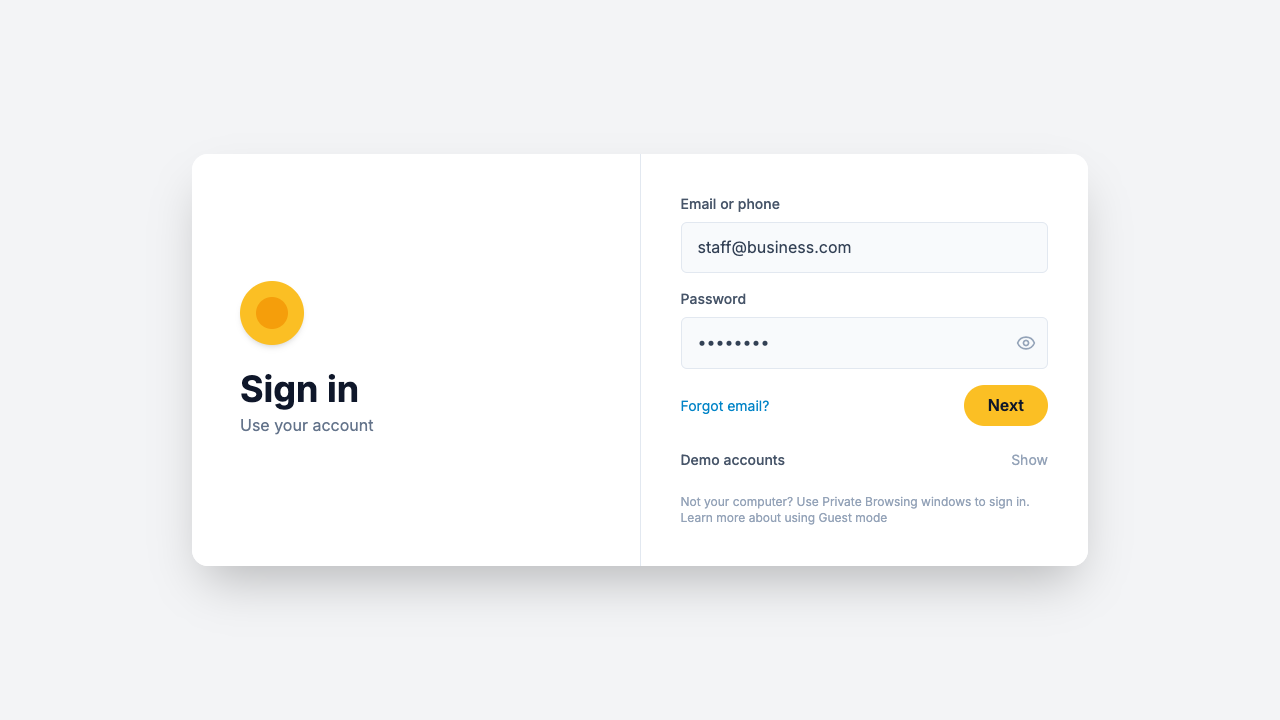 Sign in
Use your account
Email or phone
staff@business.com
Password
••••••••
Forgot email?
Next
Demo accounts
Show
Not your computer? Use Private Browsing windows to sign in.
Learn more about using Guest mode